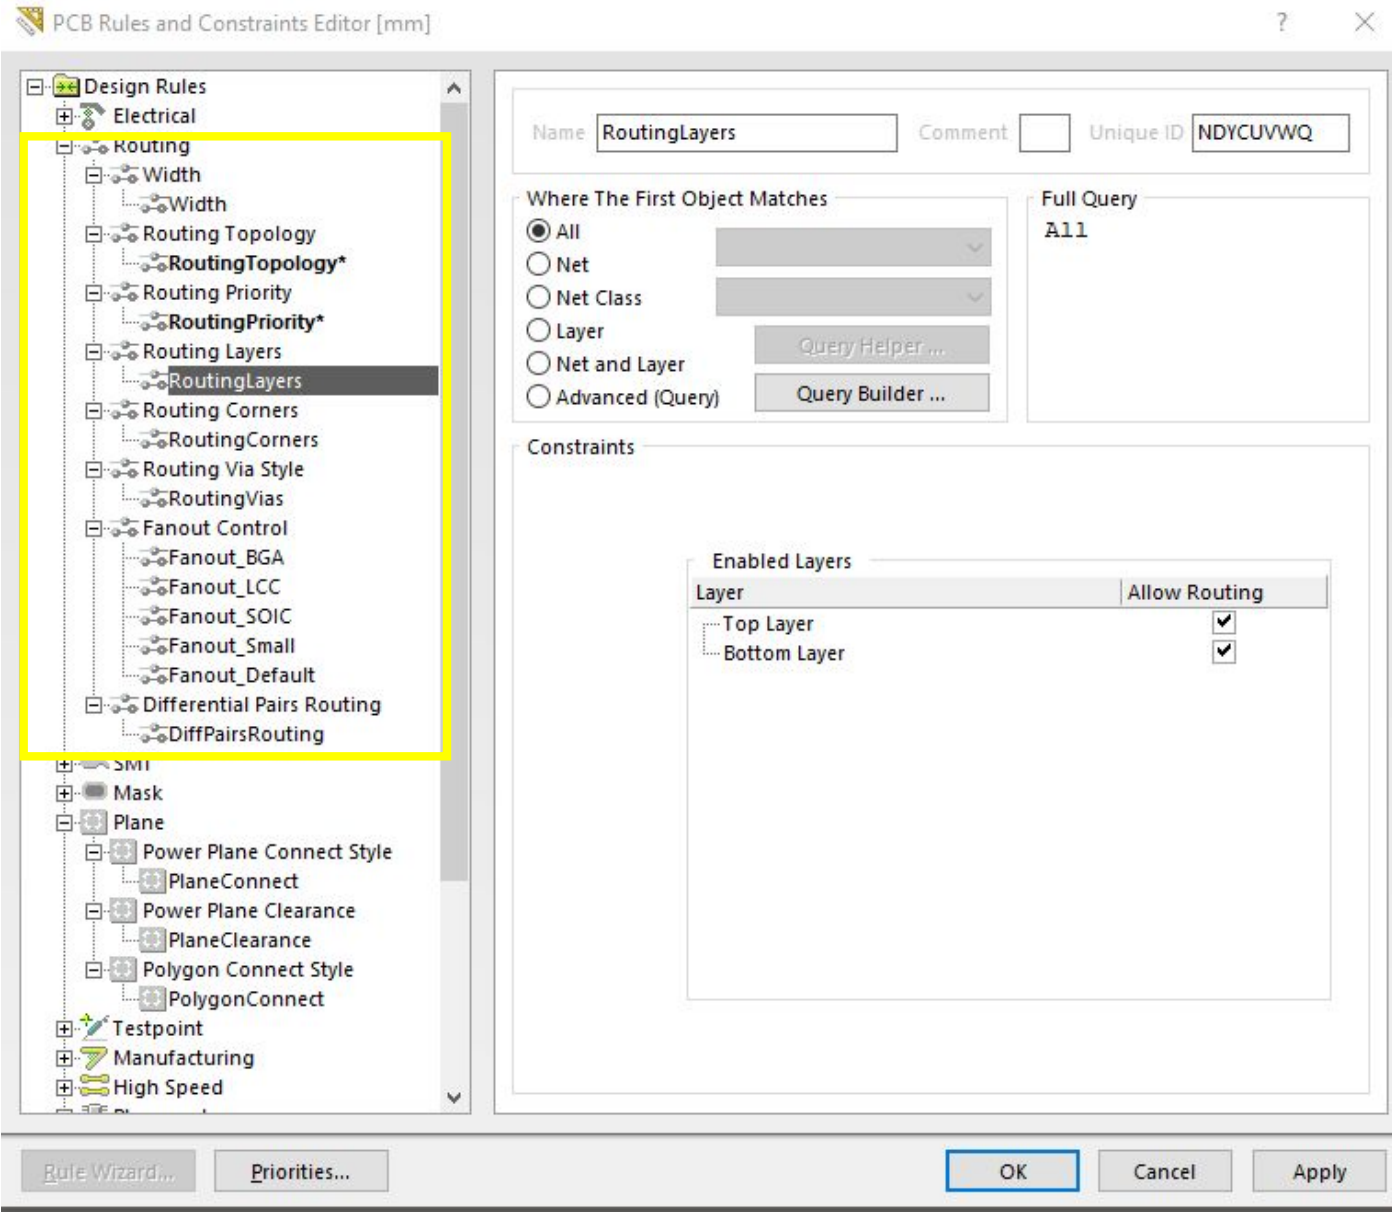 PCB Rules and Constraints Editor [mm]
?
Design Rules
Electrical
Routing
Width
Width
Routing Topology
RoutingTopology*
Routing Priority
RoutingPriority*
Routing Layers
RoutingLayers
Routing Corners
RoutingCorners
Routing Via Style
RoutingVias
Fanout Control
Fanout_BGA
Fanout_LCC
Fanout_SOIC
Fanout_Small
Fanout_Default
Differential Pairs Routing
DiffPairsRouting
SMT
Mask
Plane
Power Plane Connect Style
PlaneConnect
Power Plane Clearance
PlaneClearance
Polygon Connect Style
PolygonConnect
Testpoint
Manufacturing
High Speed
Name RoutingLayers Comment Unique ID NDYCUVWQ
Where The First Object Matches
All
Net
Net Class
Layer
Net and Layer
Advanced (Query)
Query Helper ...
Query Builder ...
Full Query
All
Constraints
Enabled Layers
Layer Allow Routing
Top Layer
Bottom Layer
Rule Wizard... Priorities... OK Cancel Apply